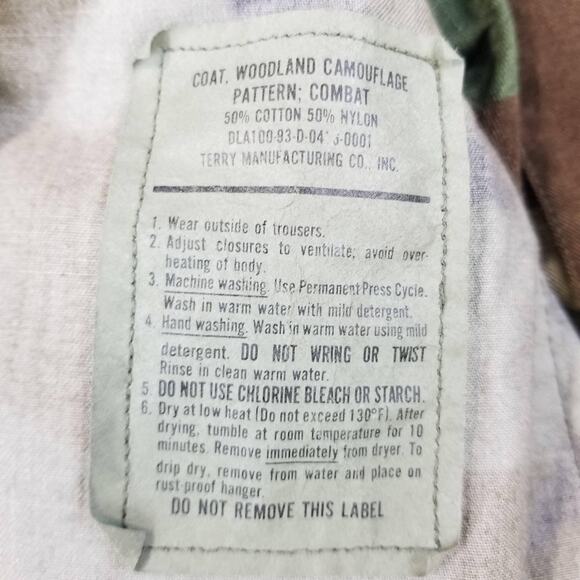 COAT, WOODLAND CAMOUFLAGE
PATTERN; COMBAT
50% COTTON 50% NYLON
TERRY MANUFACTURING CO., INC.
1. Wear outside of trousers.
2. Adjust closures to ventilate; avoid over-
heating of body.
3. Machine washing. Use Permanent Press Cycle.
Wash in warm water with mild detergent.
4. Hand washing. Wash in warm water using mild
detergent. DO NOT WRING OR TWIST
Rinse in clean warm water.
5. DO NOT USE CHLORINE BLEACH OR STARCH.
6. Dry at low heat (Do not exceed 130°F). After
drying, tumble at room temperature for 10
minutes. Remove immediately from dryer. To
drip dry, remove from water and place on
rust-proof hanger.
DO NOT REMOVE THIS LABEL